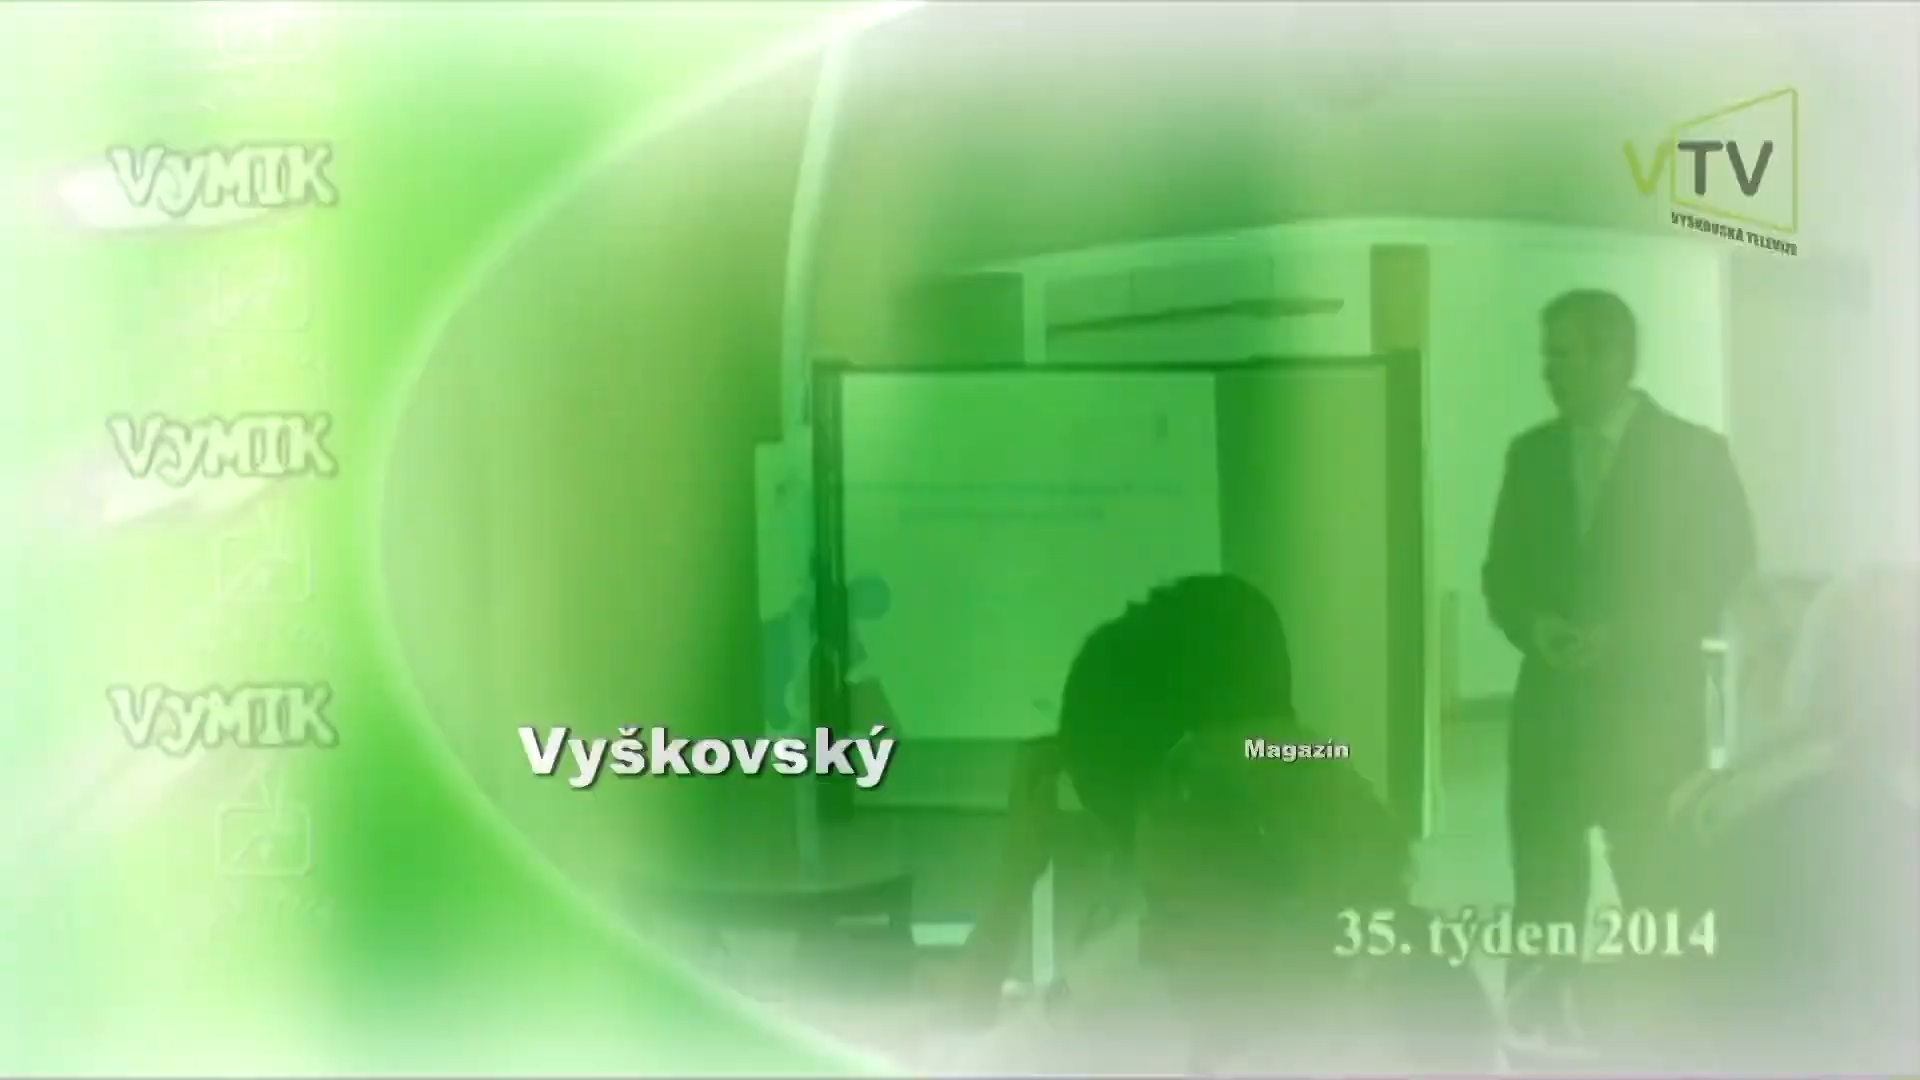 VyMIK
VTV
VYŠKOVSKÁ TELEVIZE
VyMIK
VyMIK
Vyškovský
Magazín
35. týden 2014